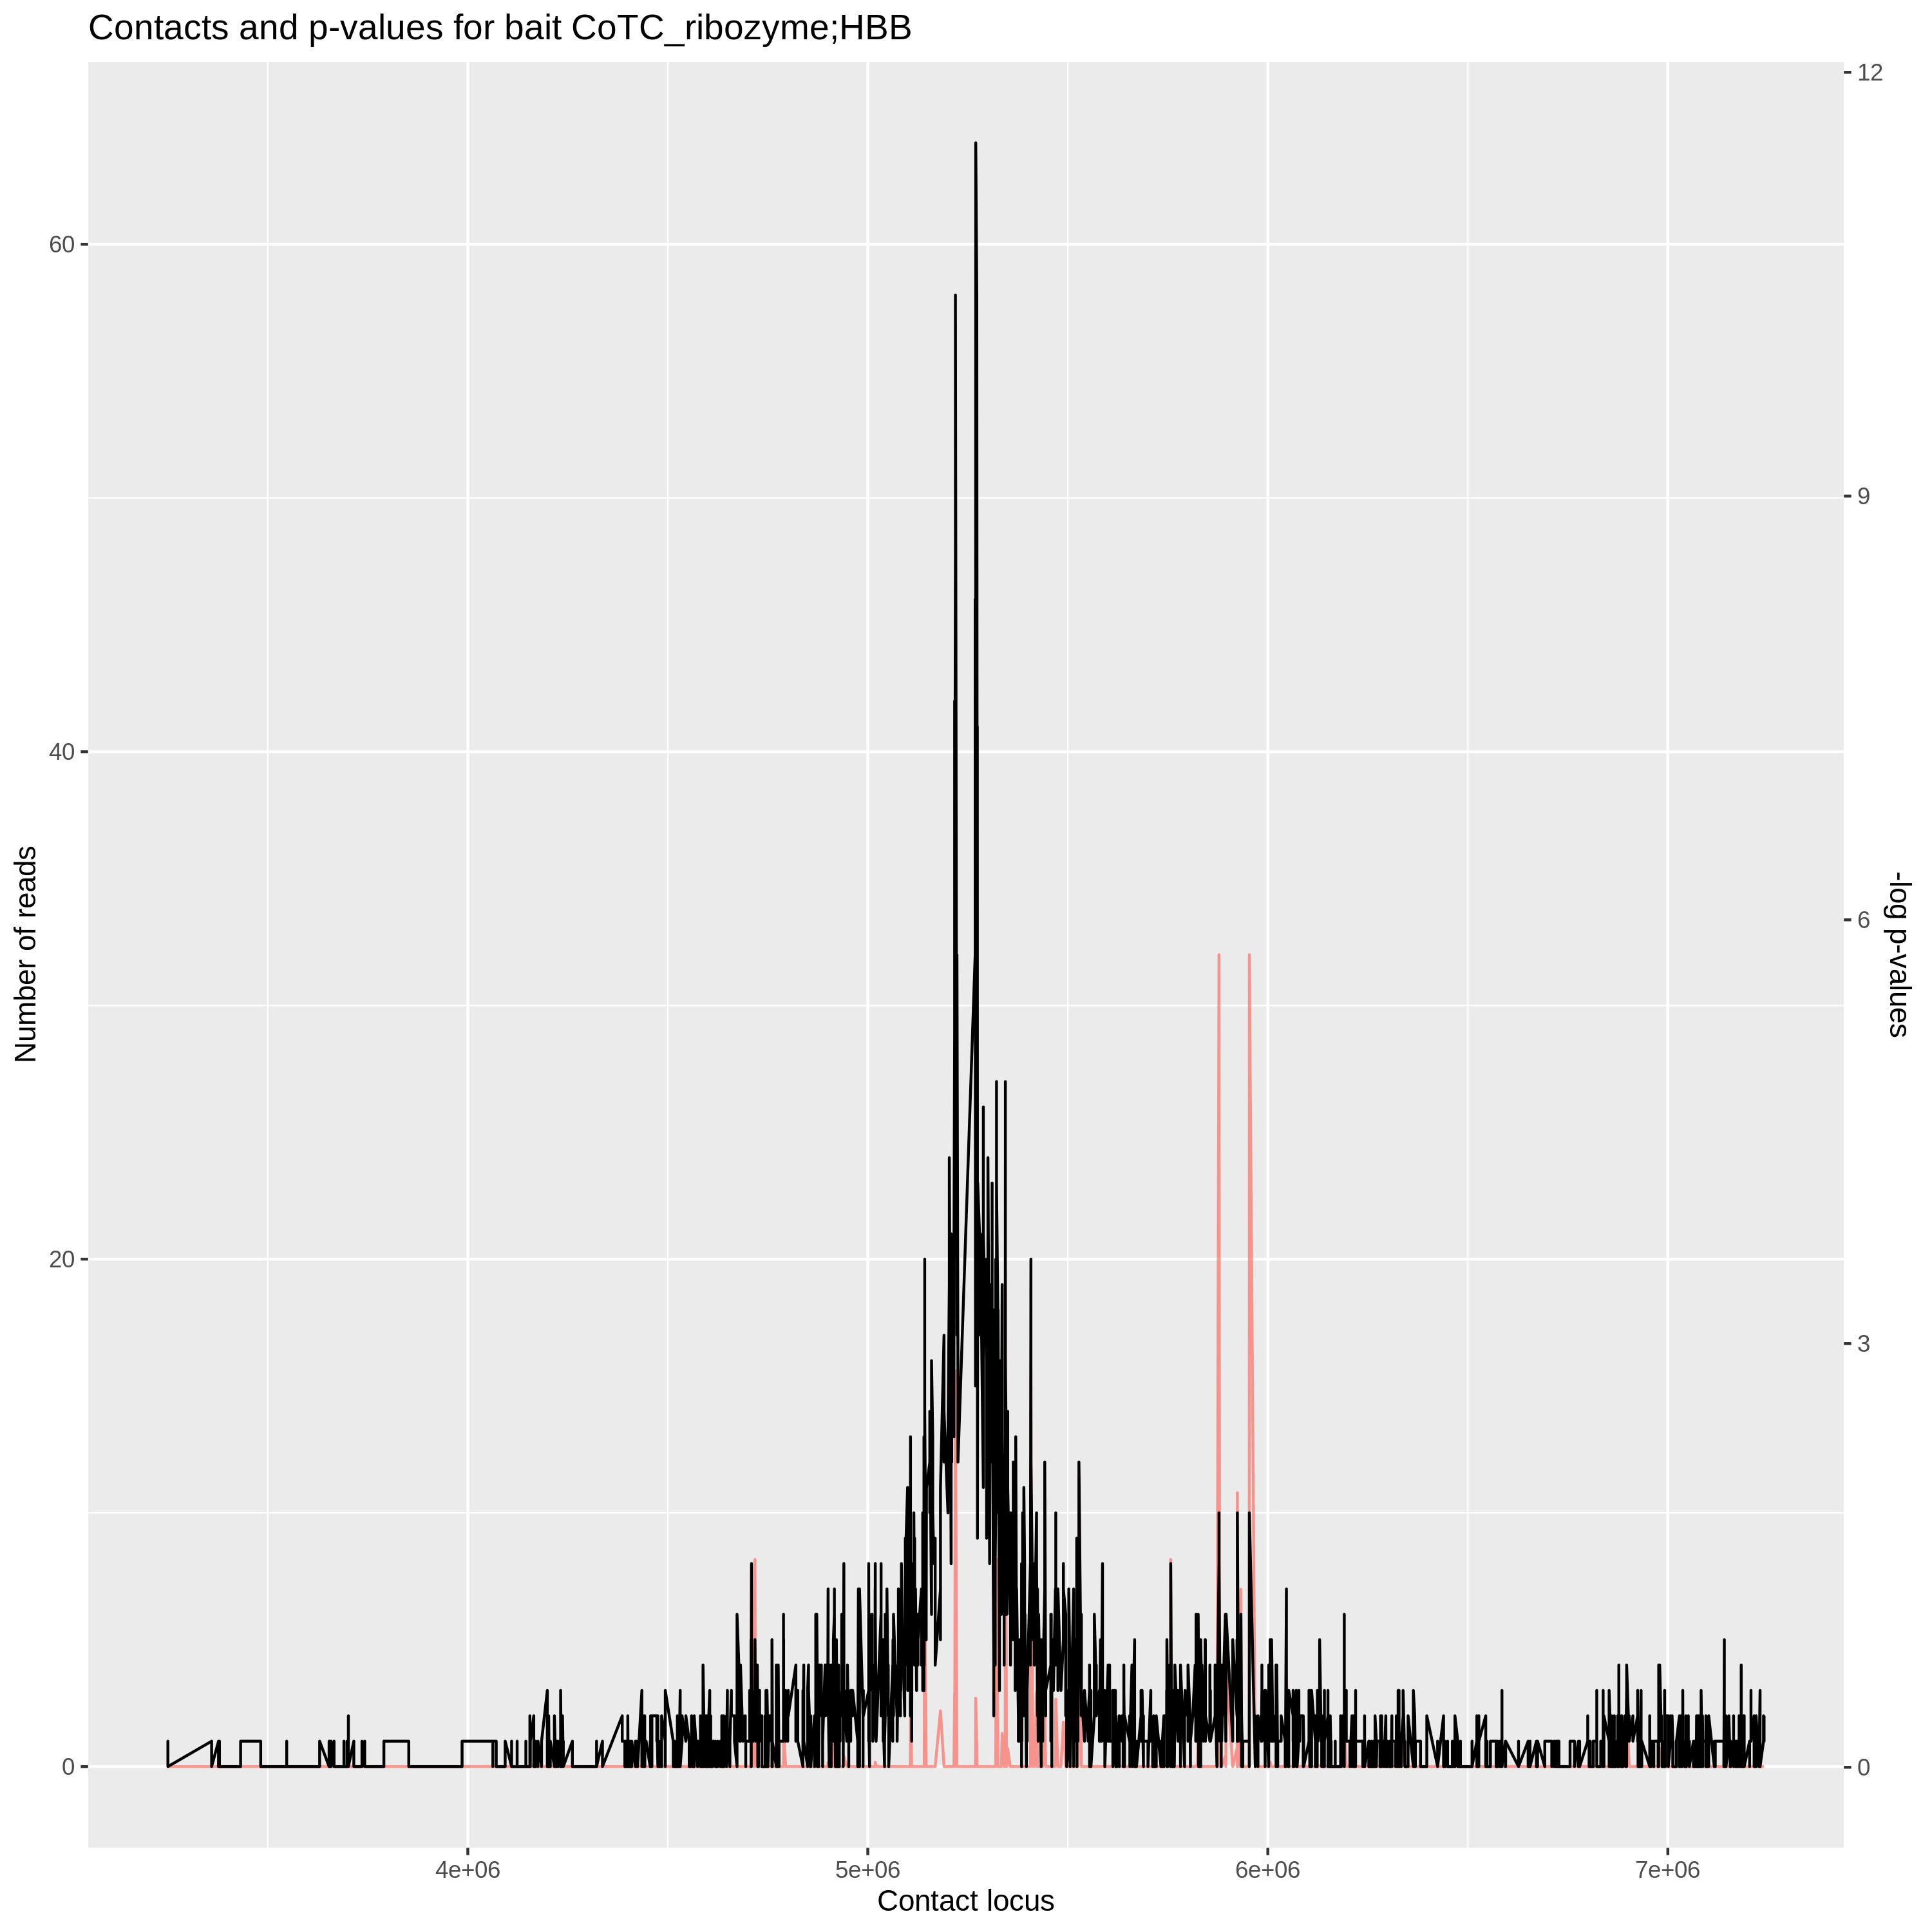 Contacts and p-values for bait CoTC_ribozyme;HBB
12
60
9
40
Number of reads
6
-log p-values
20
3
0
0
4e+06
5e+06
6e+06
7e+06
Contact locus